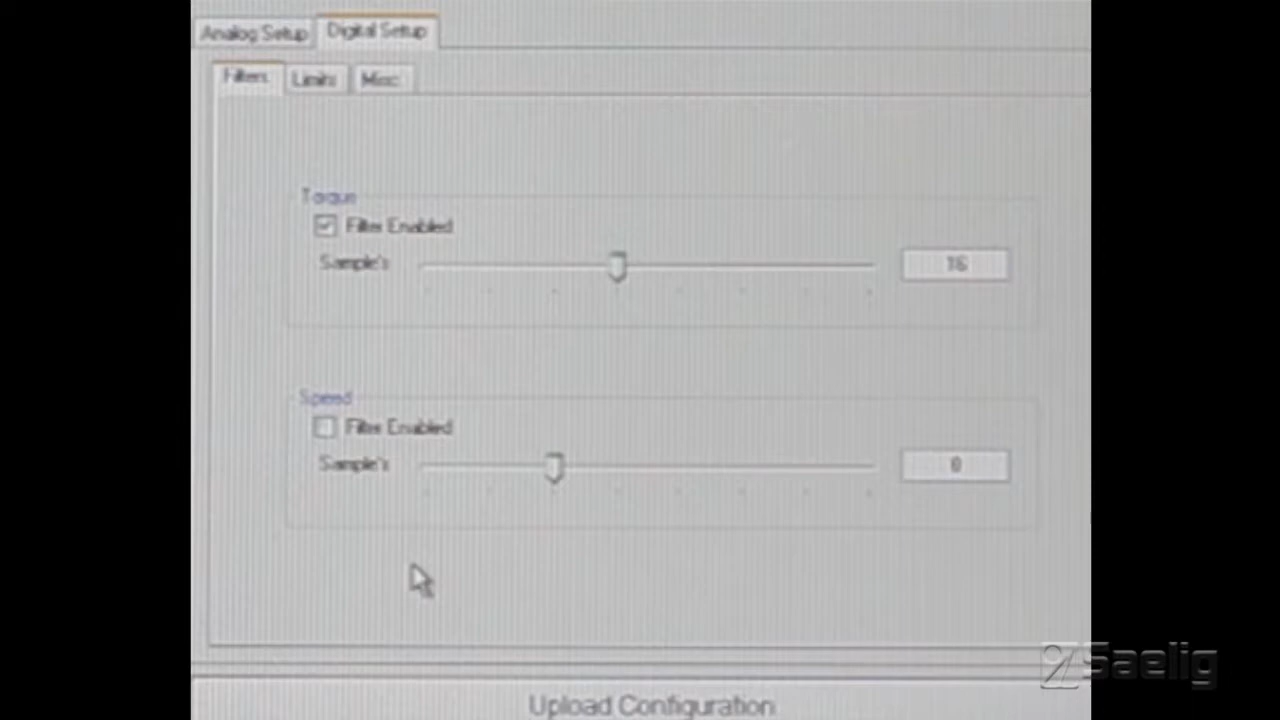 Analog Setup Digital Setup
Filters Limits Misc
Torque
Filter Enabled
Sample's 16
Speed
Filter Enabled
Sample's
Saelig
Upload Configuration